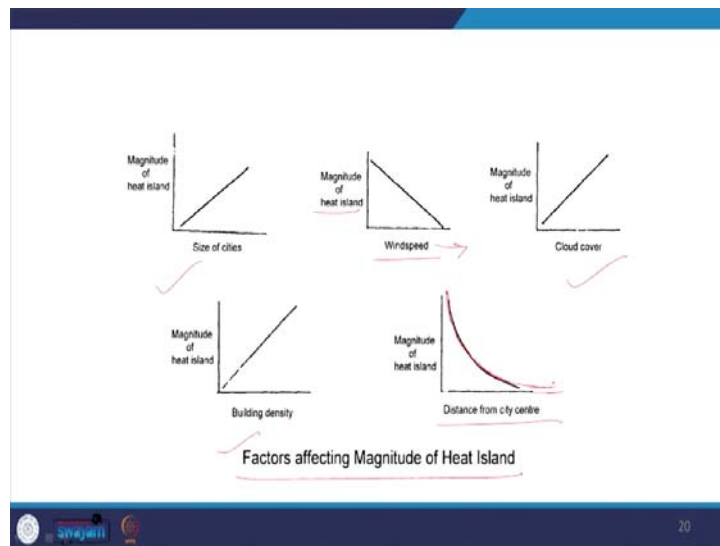 Magnitude
of
heat island
Size of cities
Magnitude
of
heat island
Windspeed
Magnitude
of
heat island
Cloud cover
Magnitude
of
heat island
Building density
Magnitude
of
heat island
Distance from city centre
Factors affecting Magnitude of Heat Island
swayam
20